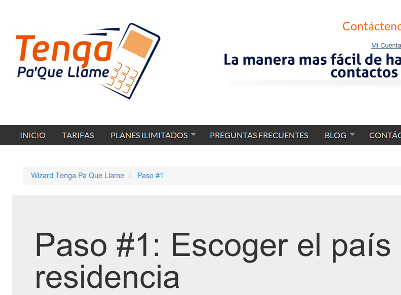 Contácten
Tenga
Pa'Que Llame
Mi Cuenta
La manera mas fácil de ha
contactos
INICIO TARIFAS PLANES ILIMITADOS PREGUNTAS FRECUENTES BLOG CONTÁC
Wizard Tenga Pa Que Llame / Paso #1
Paso #1: Escoger el país
residencia